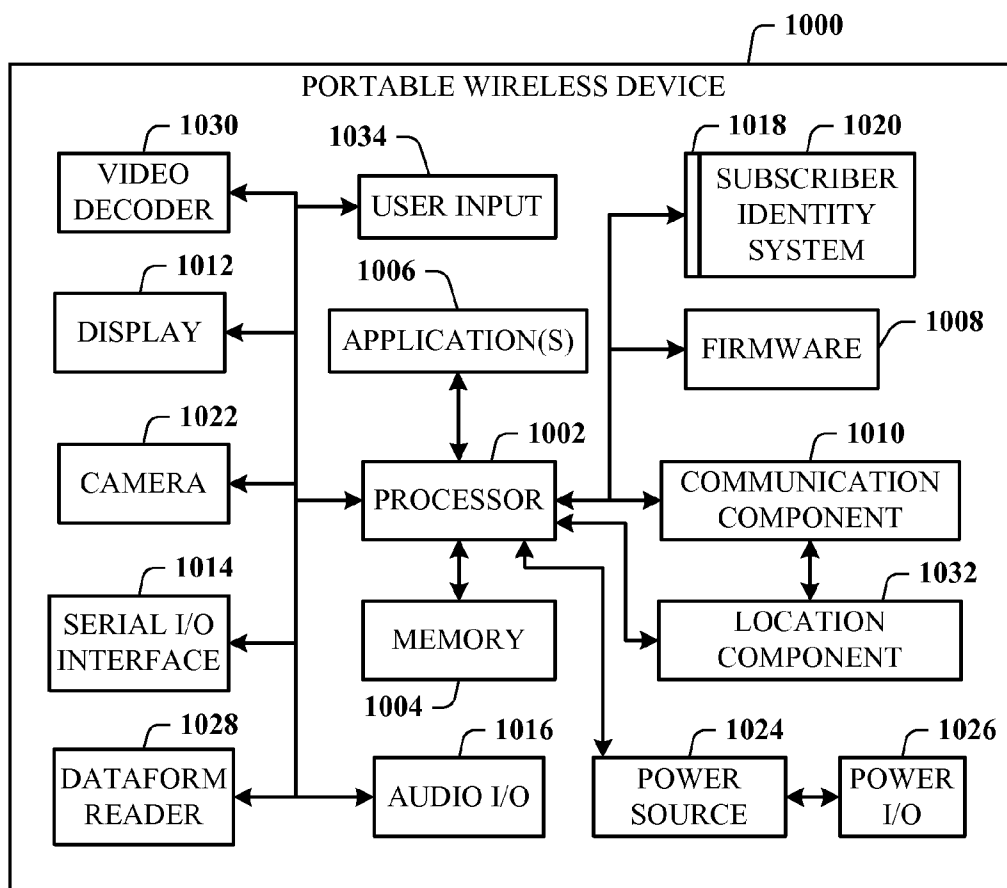 1000
PORTABLE WIRELESS DEVICE
1030
VIDEO
DECODER
1034
USER INPUT
1018
1020
SUBSCRIBER
IDENTITY
SYSTEM
1012
DISPLAY
1006
APPLICATION(S)
1008
FIRMWARE
1022
CAMERA
1002
PROCESSOR
1010
COMMUNICATION
COMPONENT
1014
SERIAL I/O
INTERFACE
MEMORY
1004
1032
LOCATION
COMPONENT
1028
DATAFORM
READER
1016
AUDIO I/O
1024
POWER
SOURCE
1026
POWER
I/O